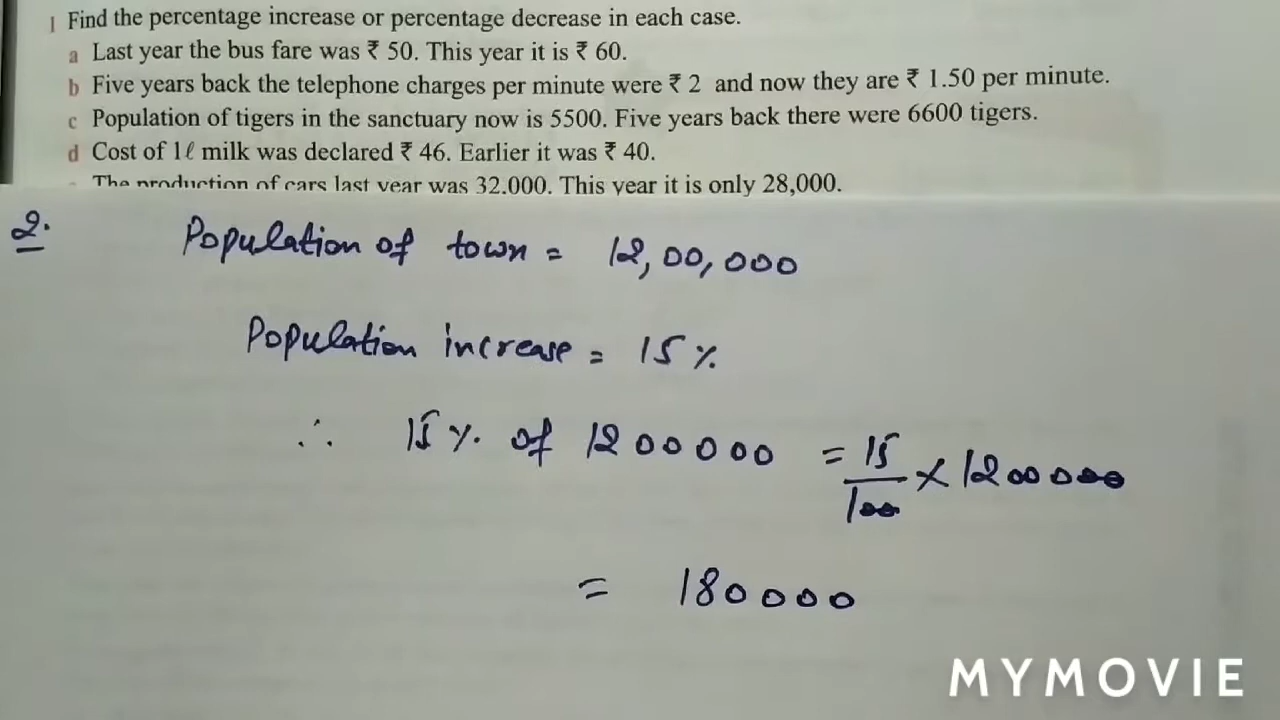 1 Find the percentage increase or percentage decrease in each case.
a Last year the bus fare was ₹ 50. This year it is ₹ 60.
b Five years back the telephone charges per minute were ₹ 2 and now they are ₹ 1.50 per minute.
c Population of tigers in the sanctuary now is 5500. Five years back there were 6600 tigers.
d Cost of 1ℓ milk was declared ₹ 46. Earlier it was ₹ 40.
The production of cars last year was 32,000. This year it is only 28,000.
2.
Population of town = 12,00,000
Population increase = 15 %
∴ 15 % of 1200000 = 15/100 × 1200000
= 180000
MYMOVIE